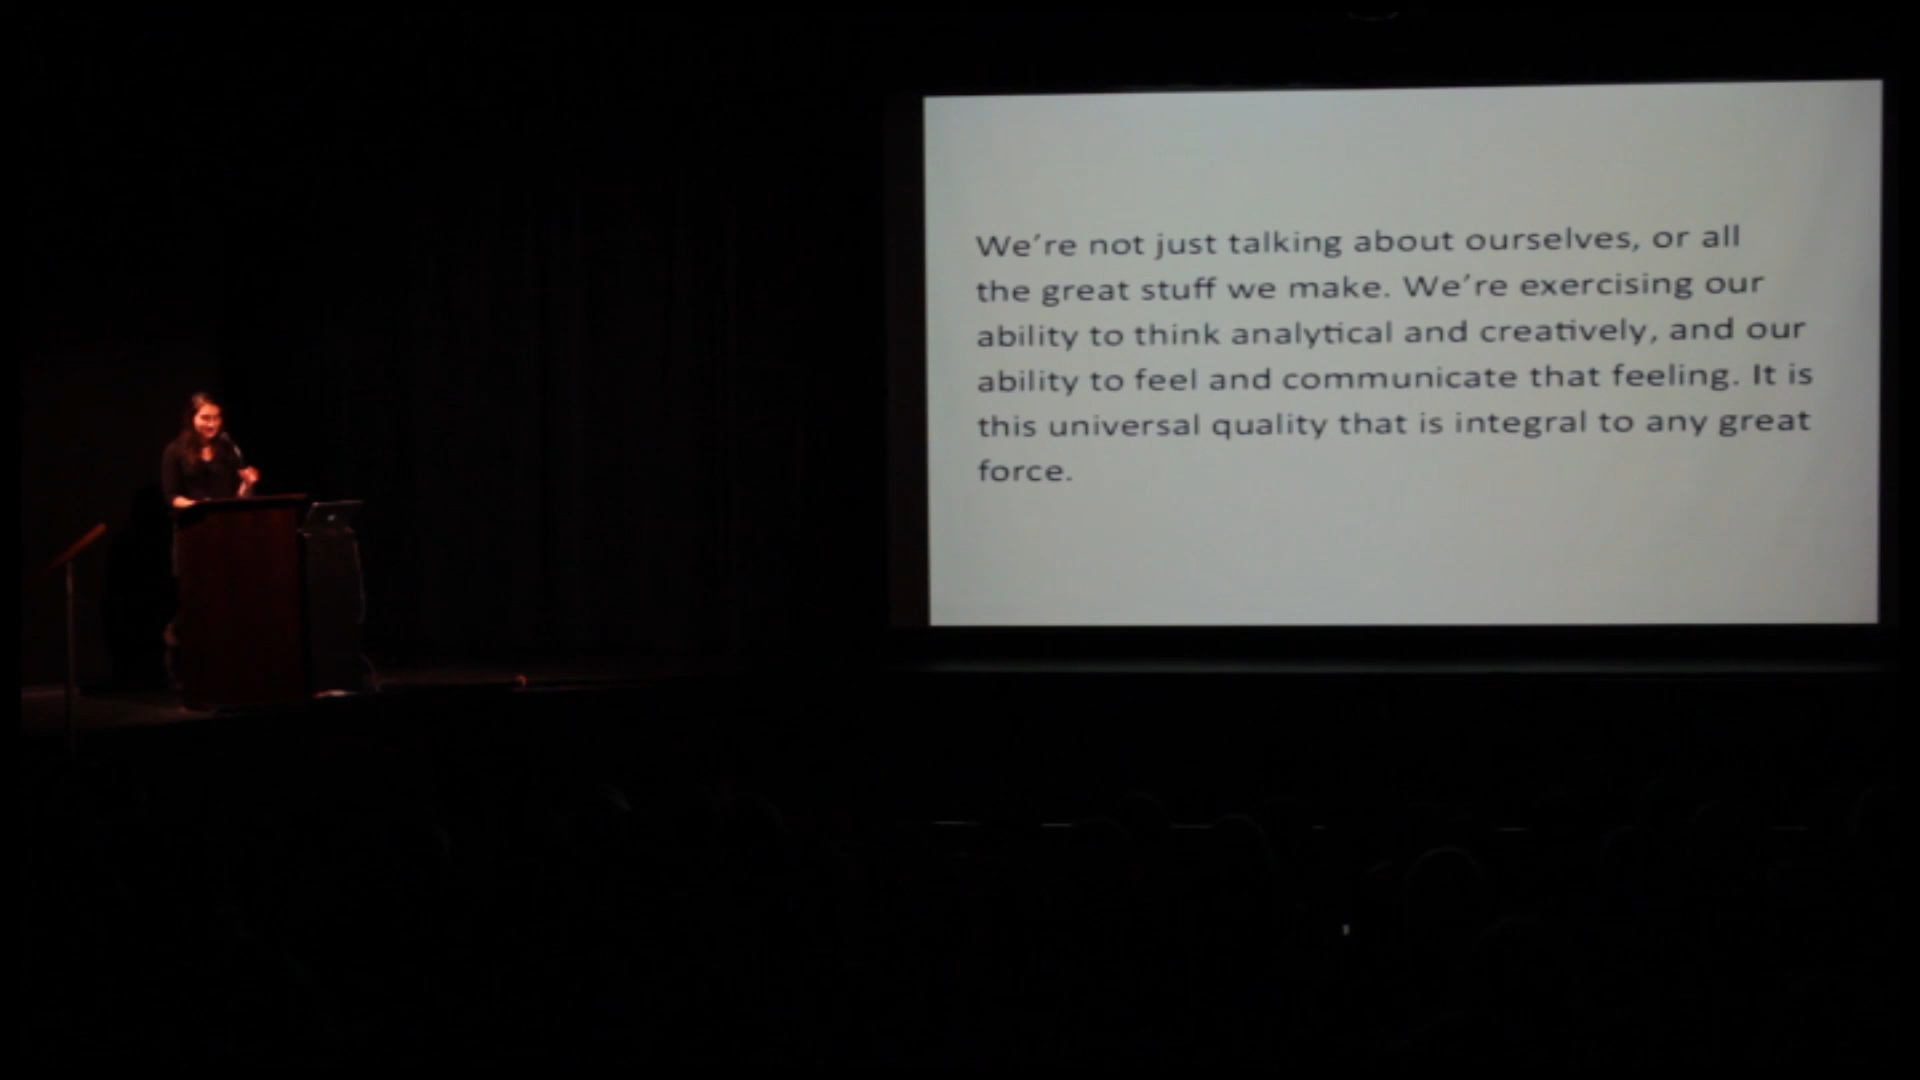 We're not just talking about ourselves, or all
the great stuff we make. We're exercising our
ability to think analytical and creatively, and our
ability to feel and communicate that feeling. It is
this universal quality that is integral to any great
force.